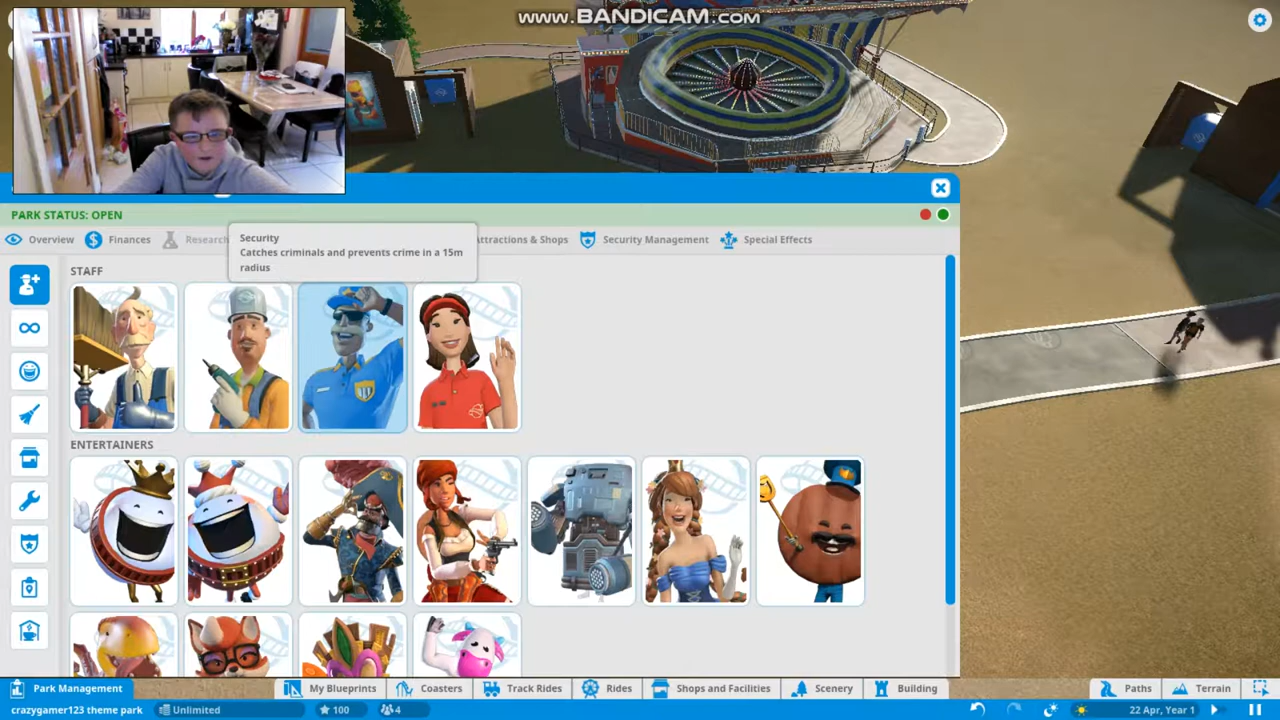 www.BANDICAM.com
PARK STATUS: OPEN
Overview
Finances
Research
Attractions & Shops
Security Management
Special Effects
Security
Catches criminals and prevents crime in a 15m
radius
STAFF
ENTERTAINERS
Park Management
My Blueprints
Coasters
Track Rides
Rides
Shops and Facilities
Scenery
Building
Paths
Terrain
crazygamer123 theme park
Unlimited
100
4
22 Apr, Year 1